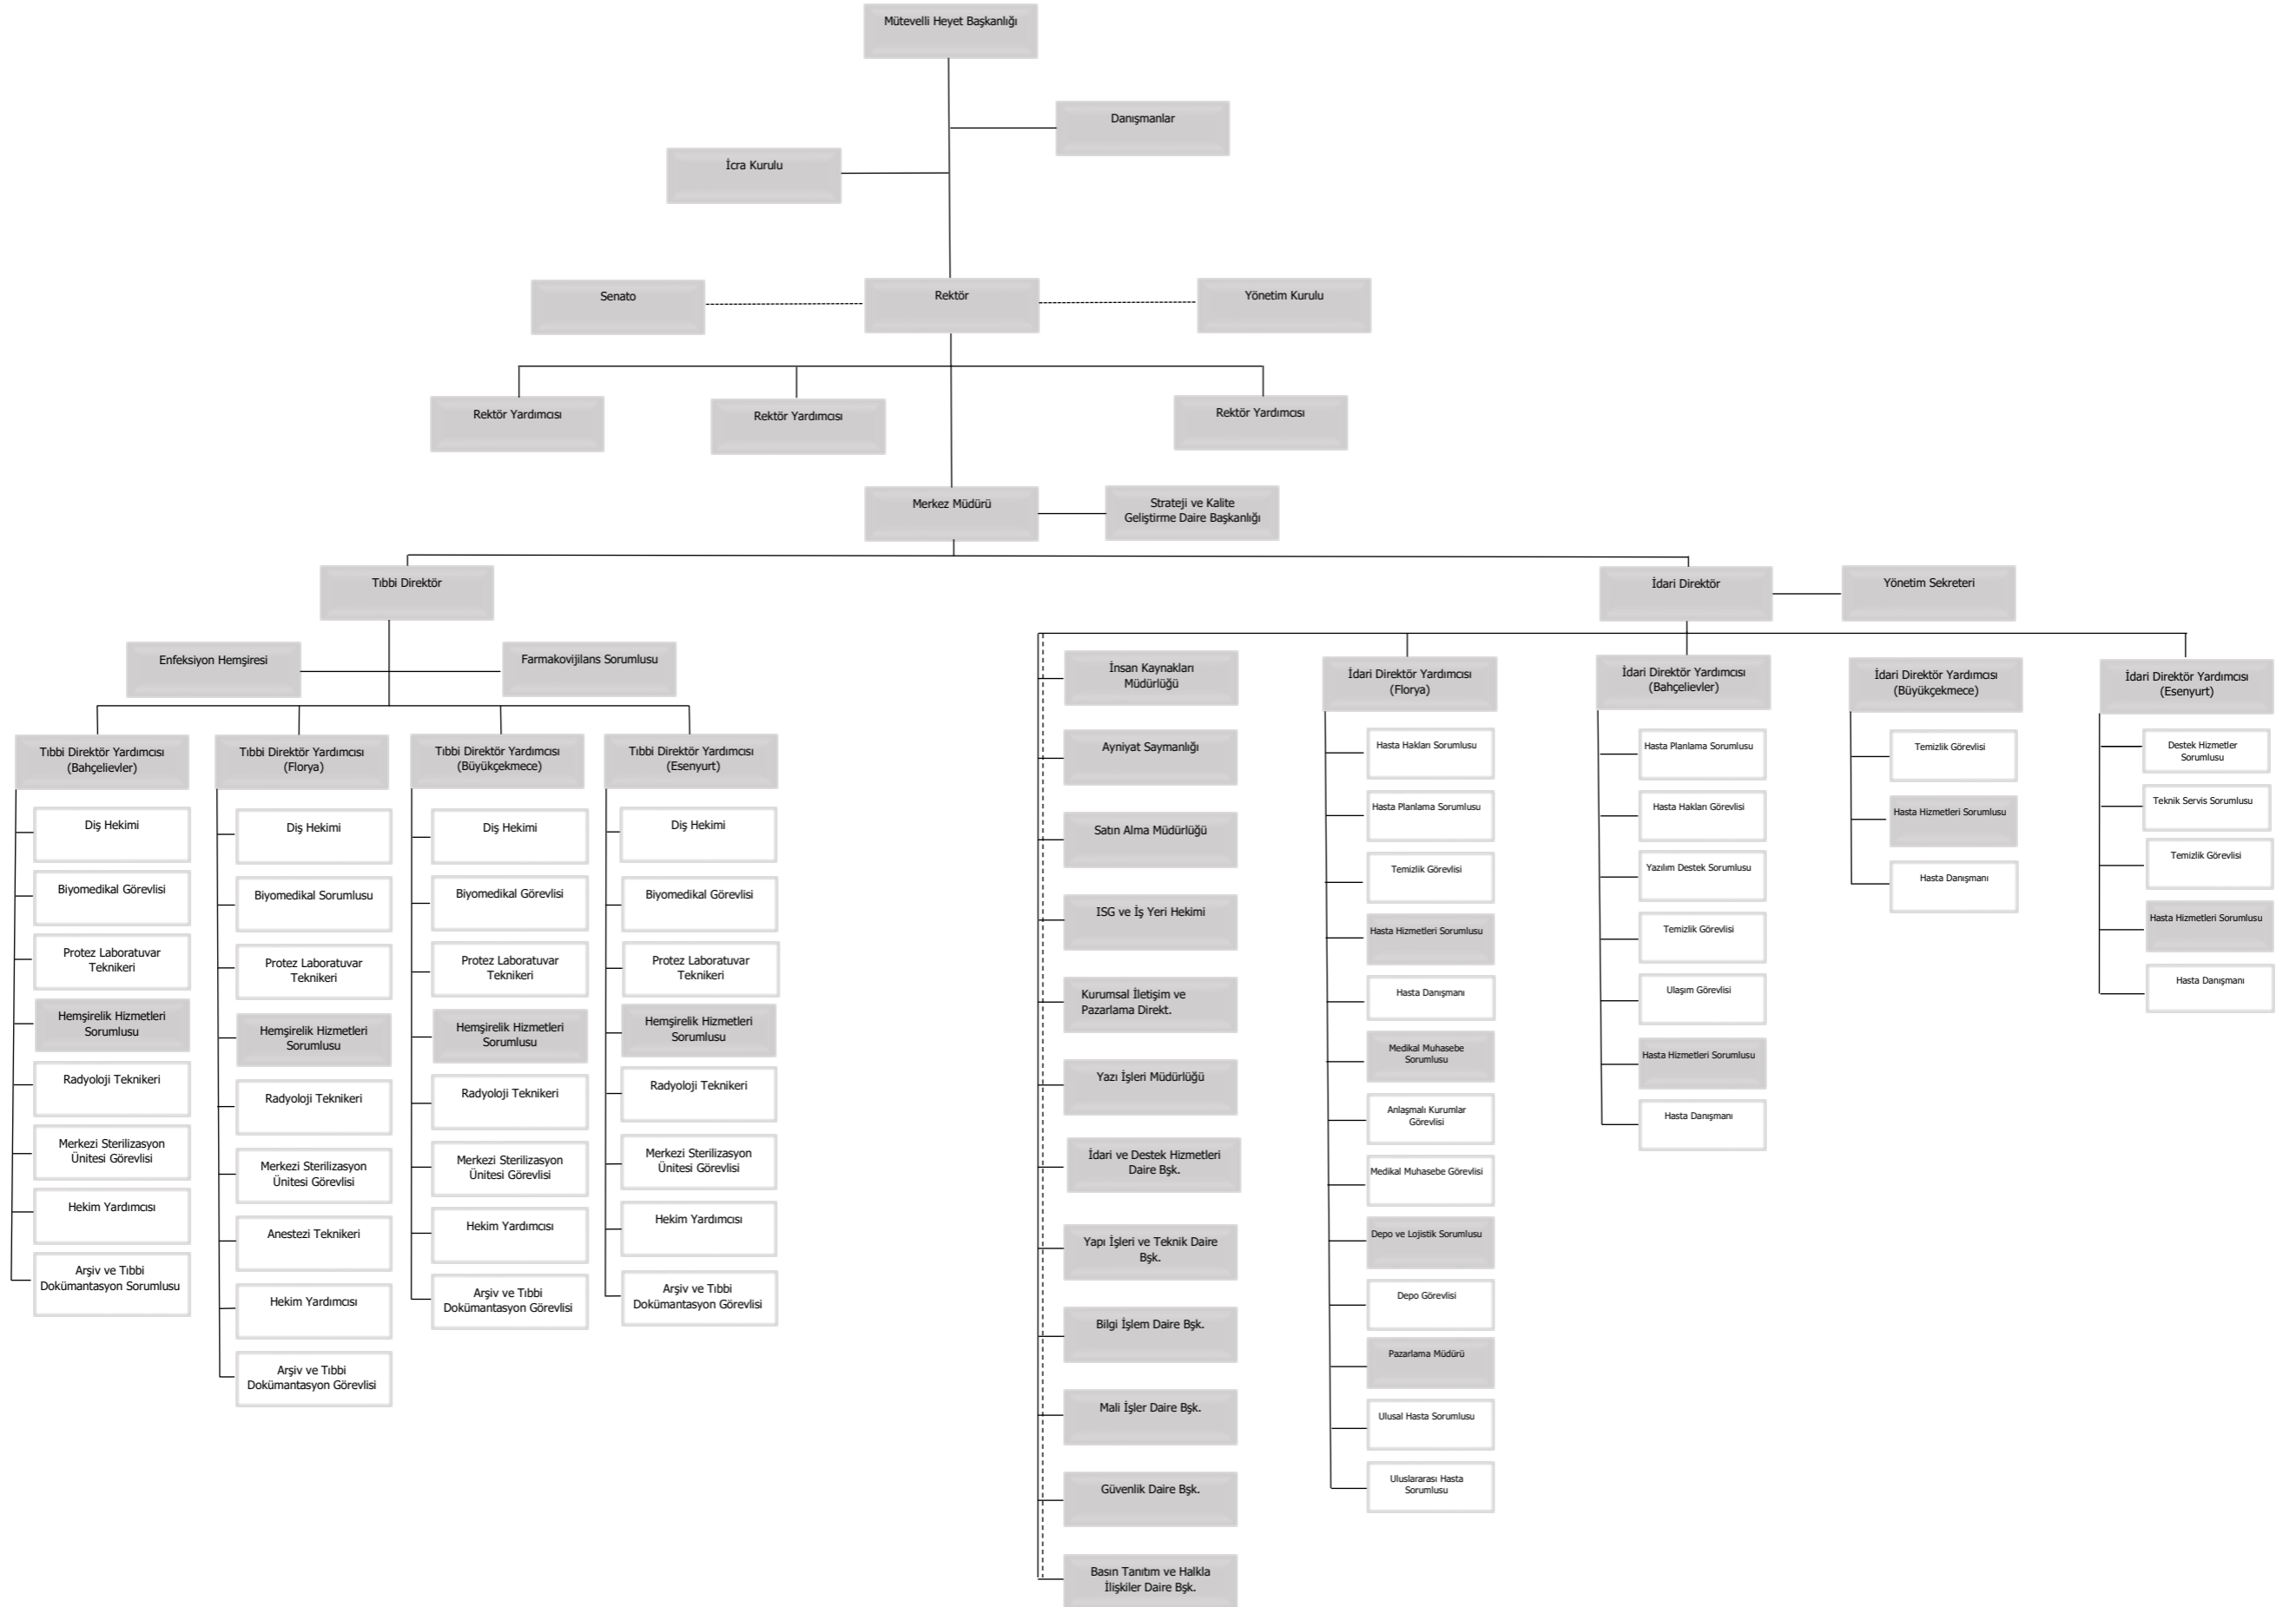 Mütevelli Heyet Başkanlığı
Danışmanlar
İcra Kurulu
Senato
Rektör
Yönetim Kurulu
Rektör Yardımcısı
Rektör Yardımcısı
Rektör Yardımcısı
Merkez Müdürü
Strateji ve Kalite
Geliştirme Daire Başkanlığı
Tıbbi Direktör
İdari Direktör
Yönetim Sekreteri
Enfeksiyon Hemşiresi
Farmakovijilans Sorumlusu
Tıbbi Direktör Yardımcısı
(Bahçelievler)
Diş Hekimi
Biyomedikal Görevlisi
Protez Laboratuvar
Teknikeri
Hemşirelik Hizmetleri
Sorumlusu
Radyoloji Teknikeri
Merkezi Sterilizasyon
Ünitesi Görevlisi
Hekim Yardımcısı
Arşiv ve Tıbbi
Dokümantasyon Sorumlusu
Tıbbi Direktör Yardımcısı
(Florya)
Diş Hekimi
Biyomedikal Sorumlusu
Protez Laboratuvar
Teknikeri
Hemşirelik Hizmetleri
Sorumlusu
Radyoloji Teknikeri
Merkezi Sterilizasyon
Ünitesi Görevlisi
Anestezi Teknikeri
Hekim Yardımcısı
Arşiv ve Tıbbi
Dokümantasyon Görevlisi
Tıbbi Direktör Yardımcısı
(Büyükçekmece)
Diş Hekimi
Biyomedikal Görevlisi
Protez Laboratuvar
Teknikeri
Hemşirelik Hizmetleri
Sorumlusu
Radyoloji Teknikeri
Merkezi Sterilizasyon
Ünitesi Görevlisi
Hekim Yardımcısı
Arşiv ve Tıbbi
Dokümantasyon Görevlisi
Tıbbi Direktör Yardımcısı
(Esenyurt)
Diş Hekimi
Biyomedikal Görevlisi
Protez Laboratuvar
Teknikeri
Hemşirelik Hizmetleri
Sorumlusu
Radyoloji Teknikeri
Merkezi Sterilizasyon
Ünitesi Görevlisi
Hekim Yardımcısı
Arşiv ve Tıbbi
Dokümantasyon Görevlisi
İnsan Kaynakları
Müdürlüğü
Ayniyat Saymanlığı
Satın Alma Müdürlüğü
ISG ve İş Yeri Hekimi
Kurumsal İletişim ve
Pazarlama Direkt.
Yazı İşleri Müdürlüğü
İdari ve Destek Hizmetleri
Daire Bşk.
Yapı İşleri ve Teknik Daire
Bşk.
Bilgi İşlem Daire Bşk.
Mali İşler Daire Bşk.
Güvenlik Daire Bşk.
Basın Tanıtım ve Halkla
İlişkiler Daire Bşk.
İdari Direktör Yardımcısı
(Florya)
Hasta Hakları Sorumlusu
Hasta Planlama Sorumlusu
Temizlik Görevlisi
Hasta Hizmetleri Sorumlusu
Hasta Danışmanı
Medikal Muhasebe
Sorumlusu
Anlaşmalı Kurumlar
Görevlisi
Medikal Muhasebe Görevlisi
Depo ve Lojistik Sorumlusu
Depo Görevlisi
Pazarlama Müdürü
Ulusal Hasta Sorumlusu
Uluslararası Hasta
Sorumlusu
İdari Direktör Yardımcısı
(Bahçelievler)
Hasta Planlama Sorumlusu
Hasta Hakları Görevlisi
Yazılım Destek Sorumlusu
Temizlik Görevlisi
Ulaşım Görevlisi
Hasta Hizmetleri Sorumlusu
Hasta Danışmanı
İdari Direktör Yardımcısı
(Büyükçekmece)
Temizlik Görevlisi
Hasta Hizmetleri Sorumlusu
Hasta Danışmanı
İdari Direktör Yardımcısı
(Esenyurt)
Destek Hizmetler
Sorumlusu
Teknik Servis Sorumlusu
Temizlik Görevlisi
Hasta Hizmetleri Sorumlusu
Hasta Danışmanı